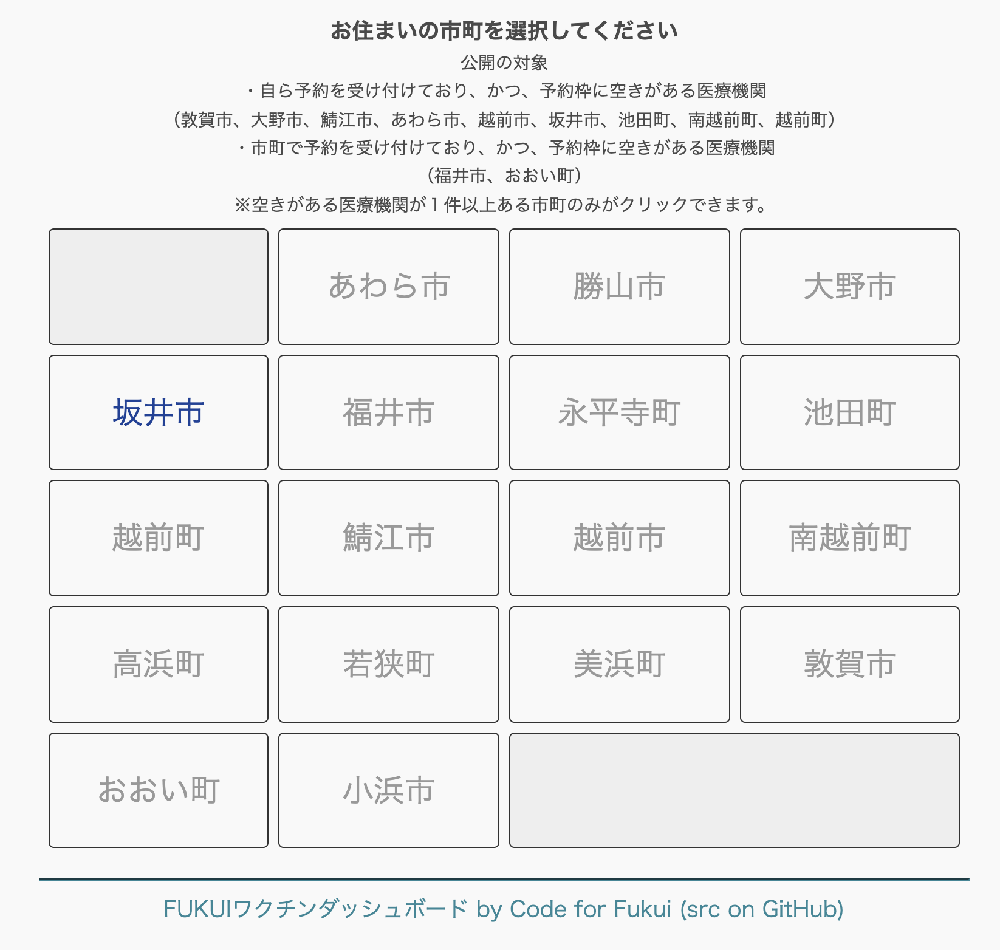 お住まいの市町を選択してください
公開の対象
・自ら予約を受け付けており、かつ、予約枠に空きがある医療機関
（敦賀市、大野市、鯖江市、あわら市、越前市、坂井市、池田町、南越前町、越前町）
・市町で予約を受け付けており、かつ、予約枠に空きがある医療機関
（福井市、おおい町）
※空きがある医療機関が１件以上ある市町のみがクリックできます。
あわら市
勝山市
大野市
坂井市
福井市
永平寺町
池田町
越前町
鯖江市
越前市
南越前町
高浜町
若狭町
美浜町
敦賀市
おおい町
小浜市
FUKUIワクチンダッシュボード by Code for Fukui (src on GitHub)